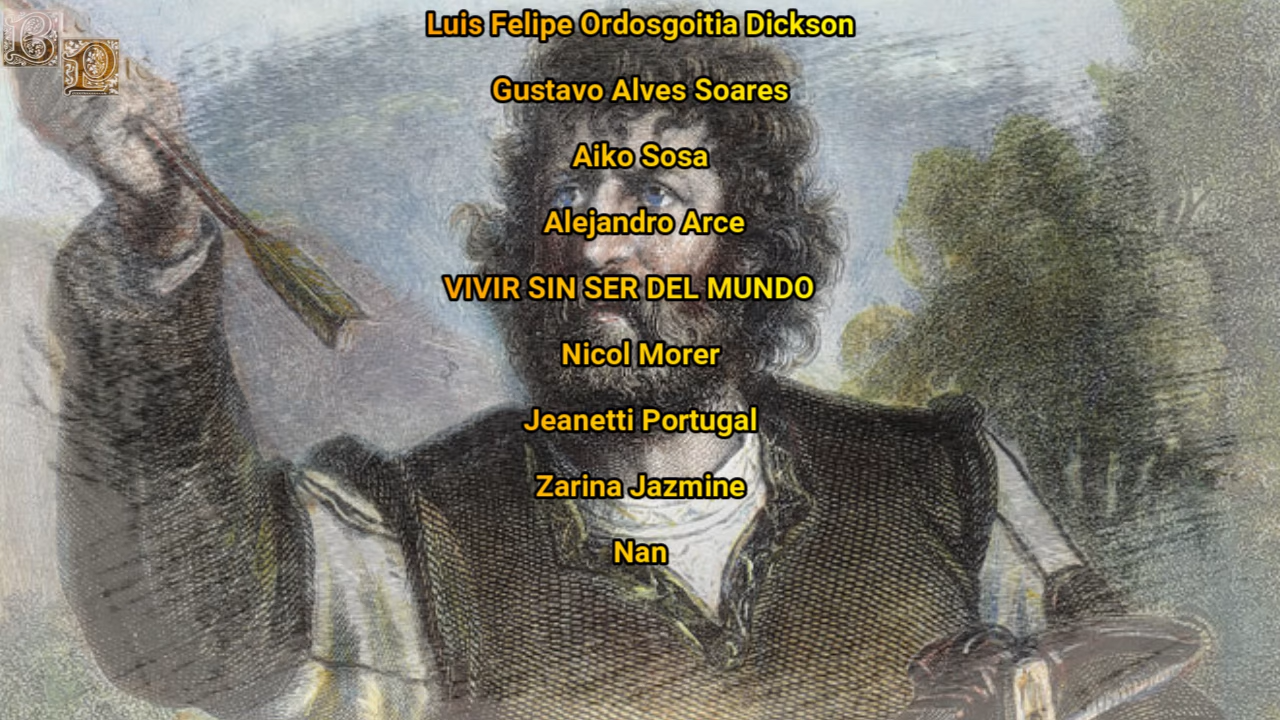 Luis Felipe Ordosgoitia Dickson
Gustavo Alves Soares
Aiko Sosa
Alejandro Arce
VIVIR SIN SER DEL MUNDO
Nicol Morer
Jeanetti Portugal
Zarina Jazmine
Nan